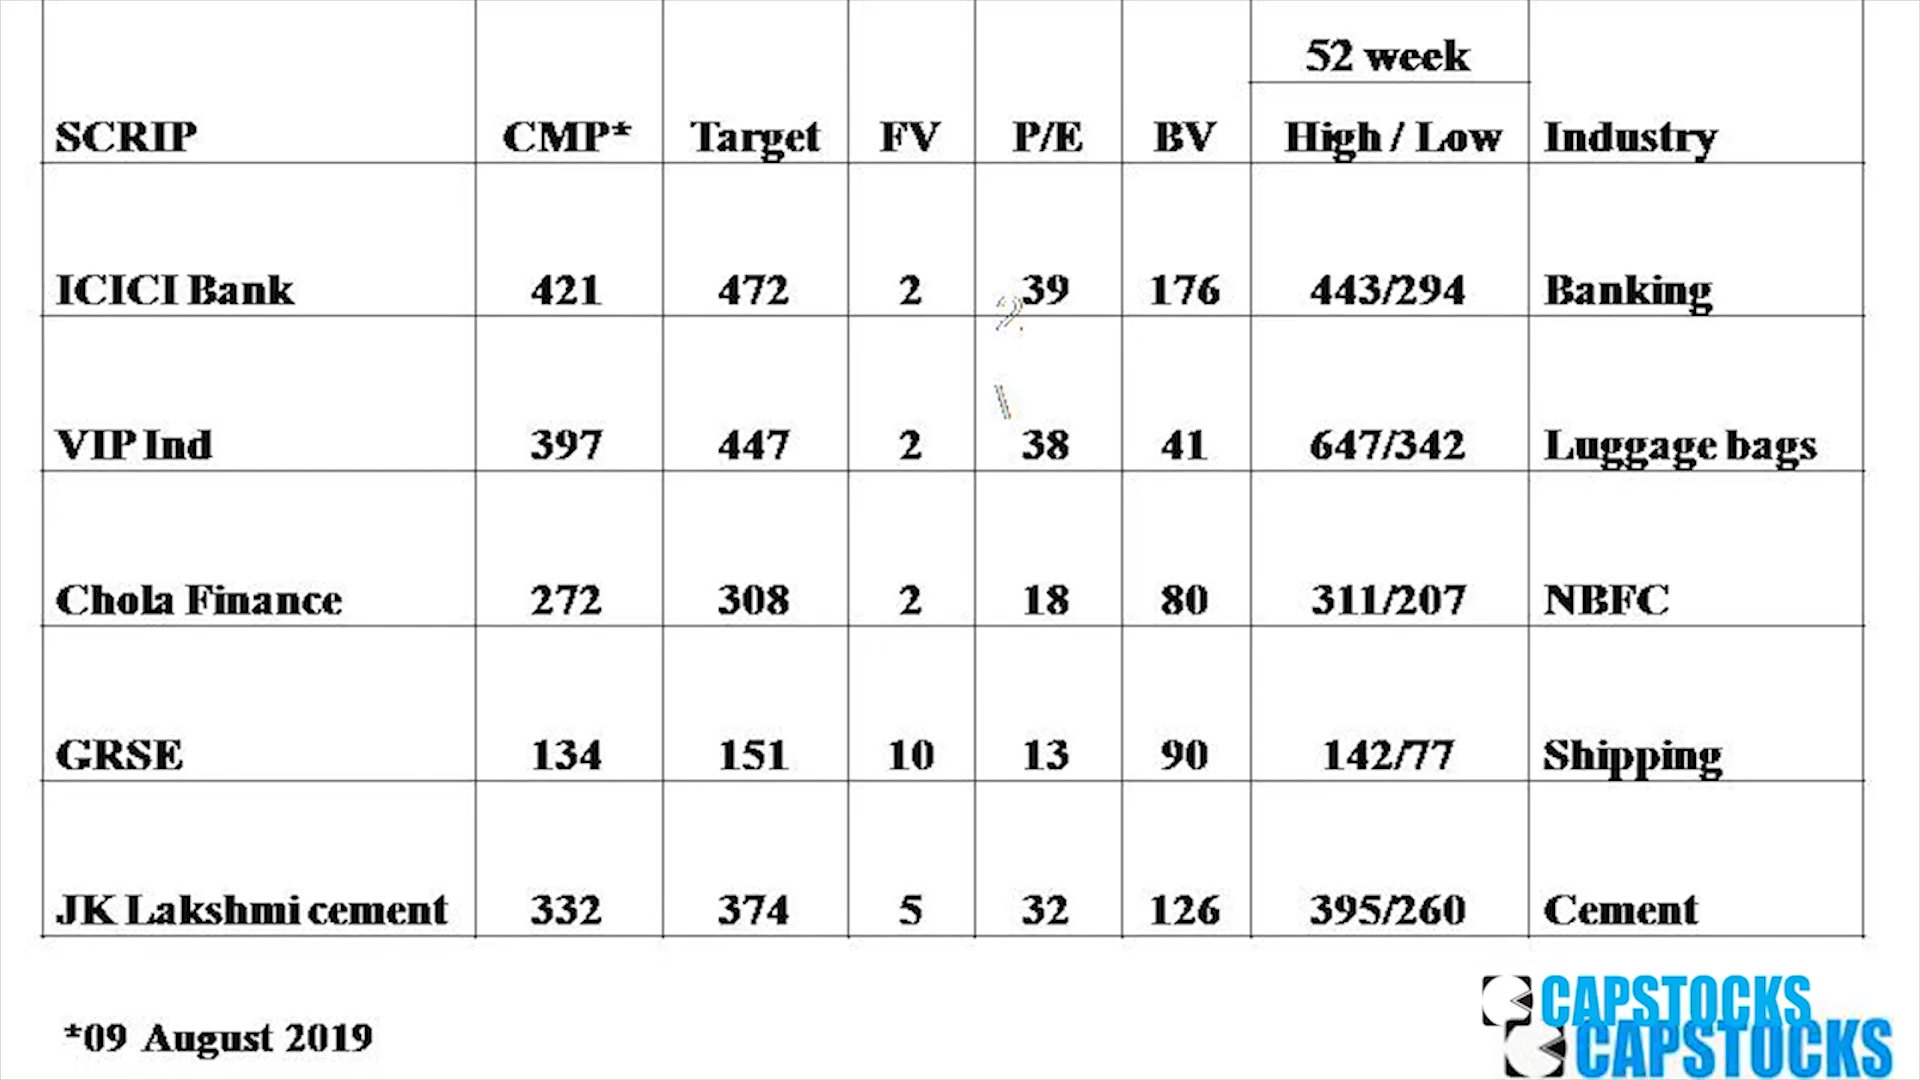 52 week
SCRIP CMP* Target FV P/E BV High / Low Industry
ICICI Bank 421 472 2 39 176 443/294 Banking
VIP Ind 397 447 2 38 41 647/342 Luggage bags
Chola Finance 272 308 2 18 80 311/207 NBFC
GRSE 134 151 10 13 90 142/77 Shipping
JK Lakshmi cement 332 374 5 32 126 395/260 Cement
*09 August 2019
CAPSTOCKS
CAPSTOCKS